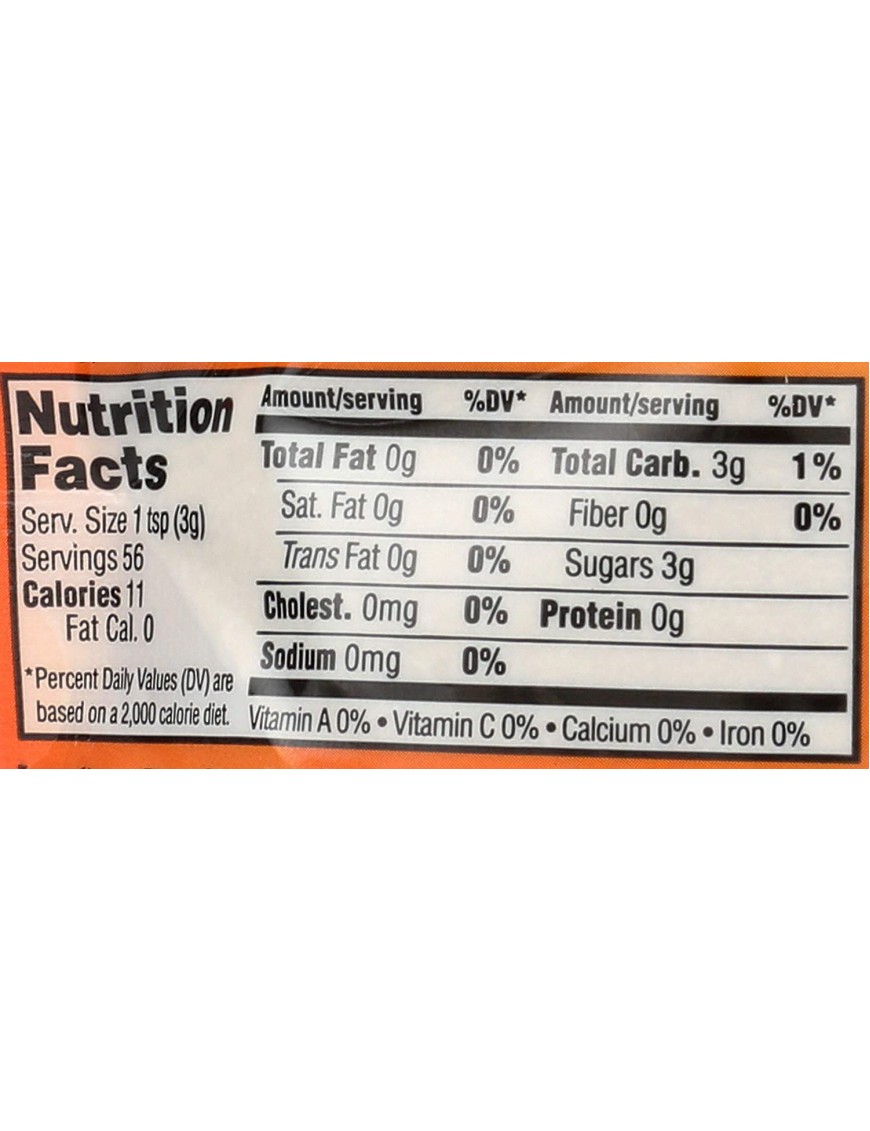 Nutrition
Facts
Serv. Size 1 tsp (3g)
Servings 56
Calories 11
Fat Cal. 0
*Percent Daily Values (DV) are
based on a 2,000 calorie diet.
Amount/serving %DV* Amount/serving %DV*
Total Fat 0g 0% Total Carb. 3g 1%
Sat. Fat 0g 0% Fiber 0g 0%
Trans Fat 0g 0% Sugars 3g
Cholest. 0mg 0% Protein 0g
Sodium 0mg 0%
Vitamin A 0% • Vitamin C 0% • Calcium 0% • Iron 0%